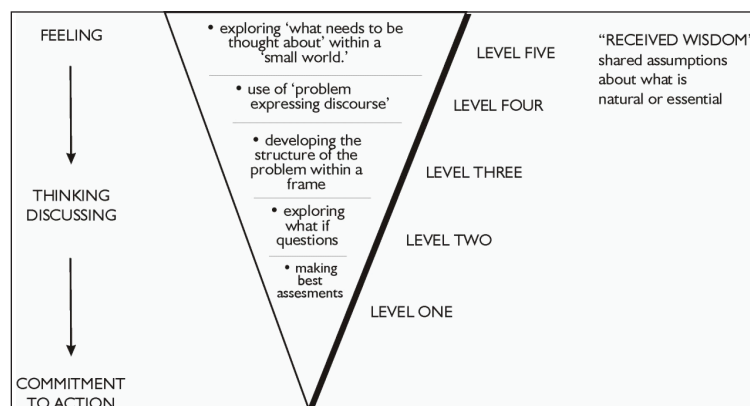 FEELING
THINKING
DISCUSSING
COMMITMENT
TO ACTION
• exploring ‘what needs to be
thought about’ within a
‘small world.’
• use of ‘problem
expressing discourse’
• developing the
structure of the
problem within a
frame
• exploring
what if
questions
• making
best
assesments
LEVEL FIVE
LEVEL FOUR
LEVEL THREE
LEVEL TWO
LEVEL ONE
“RECEIVED WISDOM”
shared assumptions
about what is
natural or essential